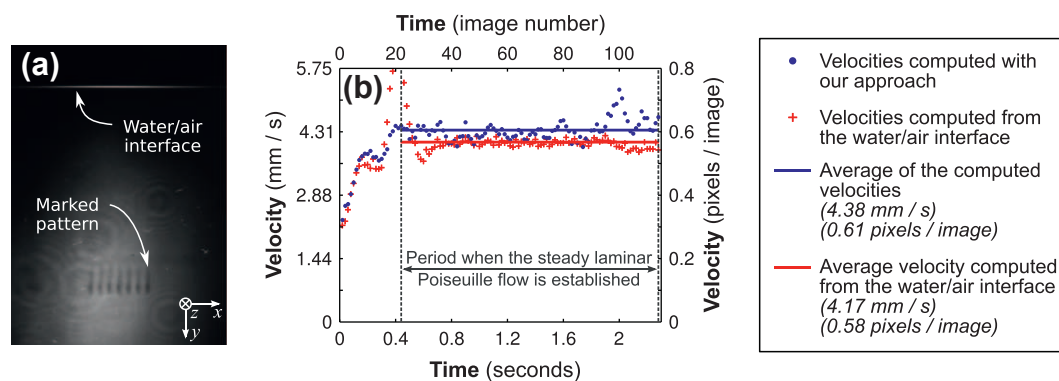 (a)
Water/air
interface
Marked
pattern
z
x
y
Time (image number)
0 20 40 60 80 100
(b)
5.75
4.31
2.88
1.44
0
Velocity (mm / s)
0.8
0.6
0.4
0.2
0
Velocity (pixels / image)
Period when the steady laminar
Poiseuille flow is established
0 0.4 0.8 1.2 1.6 2
Time (seconds)
Velocities computed with
our approach
Velocities computed from
the water/air interface
Average of the computed
velocities
(4.38 mm / s)
(0.61 pixels / image)
Average velocity computed
from the water/air interface
(4.17 mm / s)
(0.58 pixels / image)